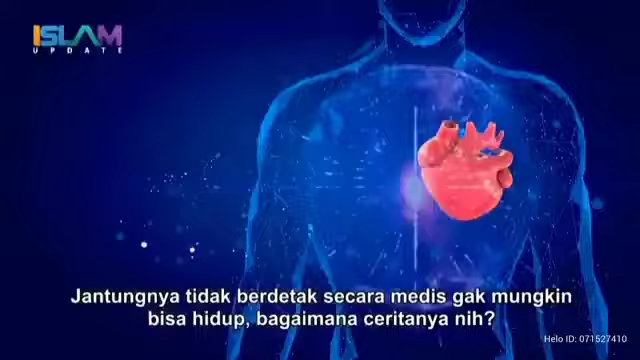 ISLAM
UPDATE
Jantungnya tidak berdetak secara medis gak mungkin
bisa hidup, bagaimana ceritanya nih?
Helo ID: 071527410